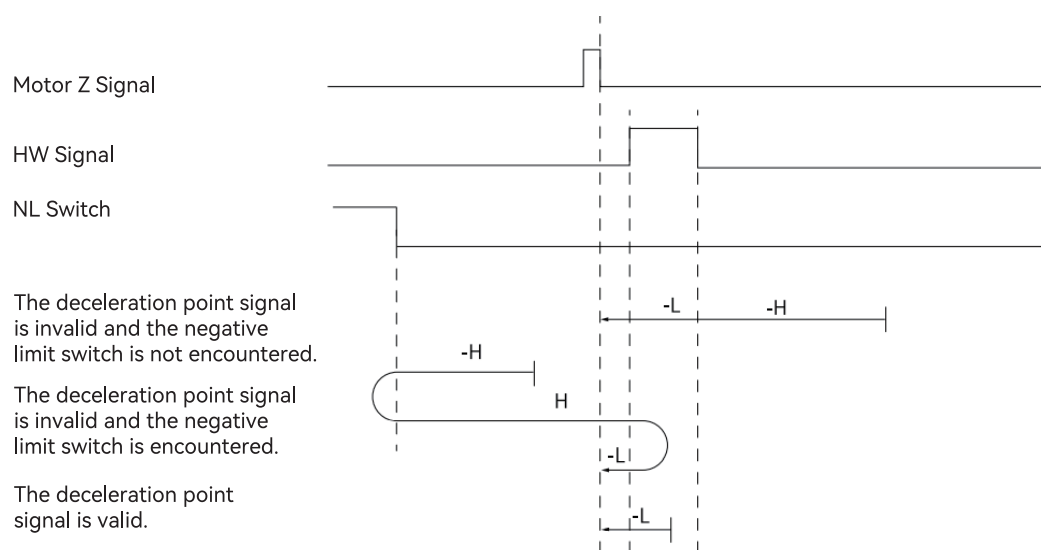 Motor Z Signal
HW Signal
NL Switch
The deceleration point signal
is invalid and the negative
limit switch is not encountered.
-L
-H
The deceleration point signal
is invalid and the negative
limit switch is encountered.
-H
H
-L
The deceleration point
signal is valid.
-L